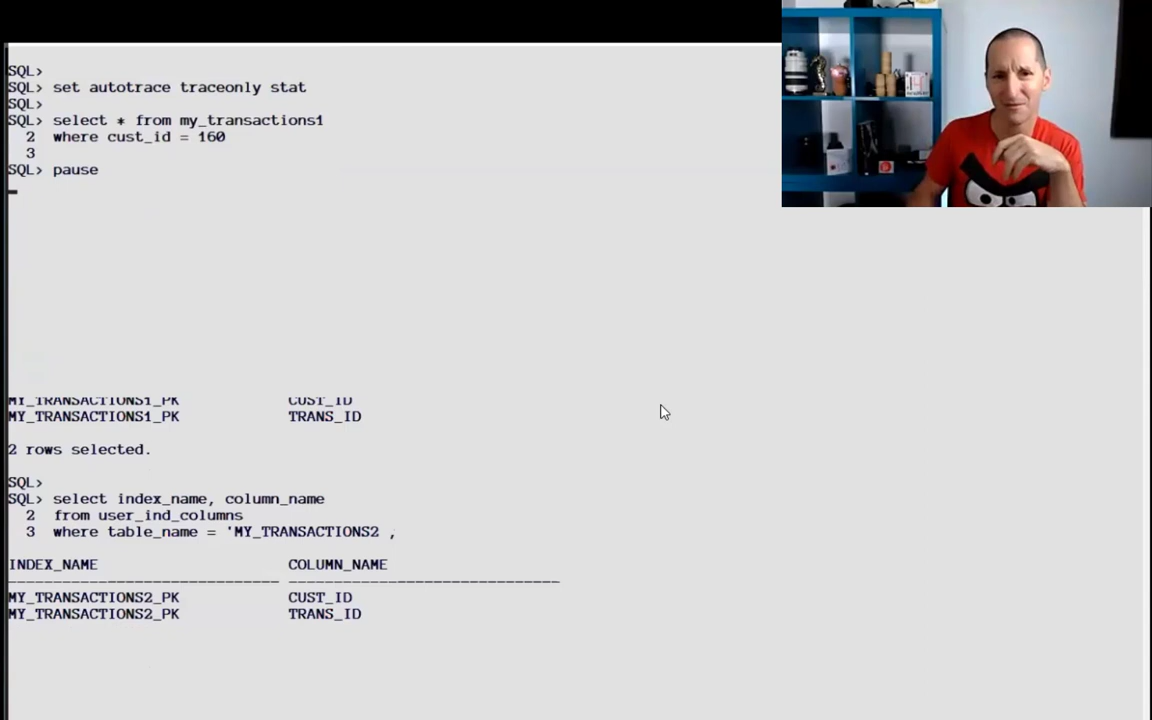 SQL>
SQL> set autotrace traceonly stat
SQL>
SQL> select * from my_transactions1
2 where cust_id = 160
3
SQL> pause
MY_TRANSACTIONS1_PK CUST_ID
MY_TRANSACTIONS1_PK TRANS_ID
2 rows selected.
SQL>
SQL> select index_name, column_name
2 from user_ind_columns
3 where table_name = 'MY_TRANSACTIONS2 ,
INDEX_NAME COLUMN_NAME
------------------------------ ------------------------------
MY_TRANSACTIONS2_PK CUST_ID
MY_TRANSACTIONS2_PK TRANS_ID